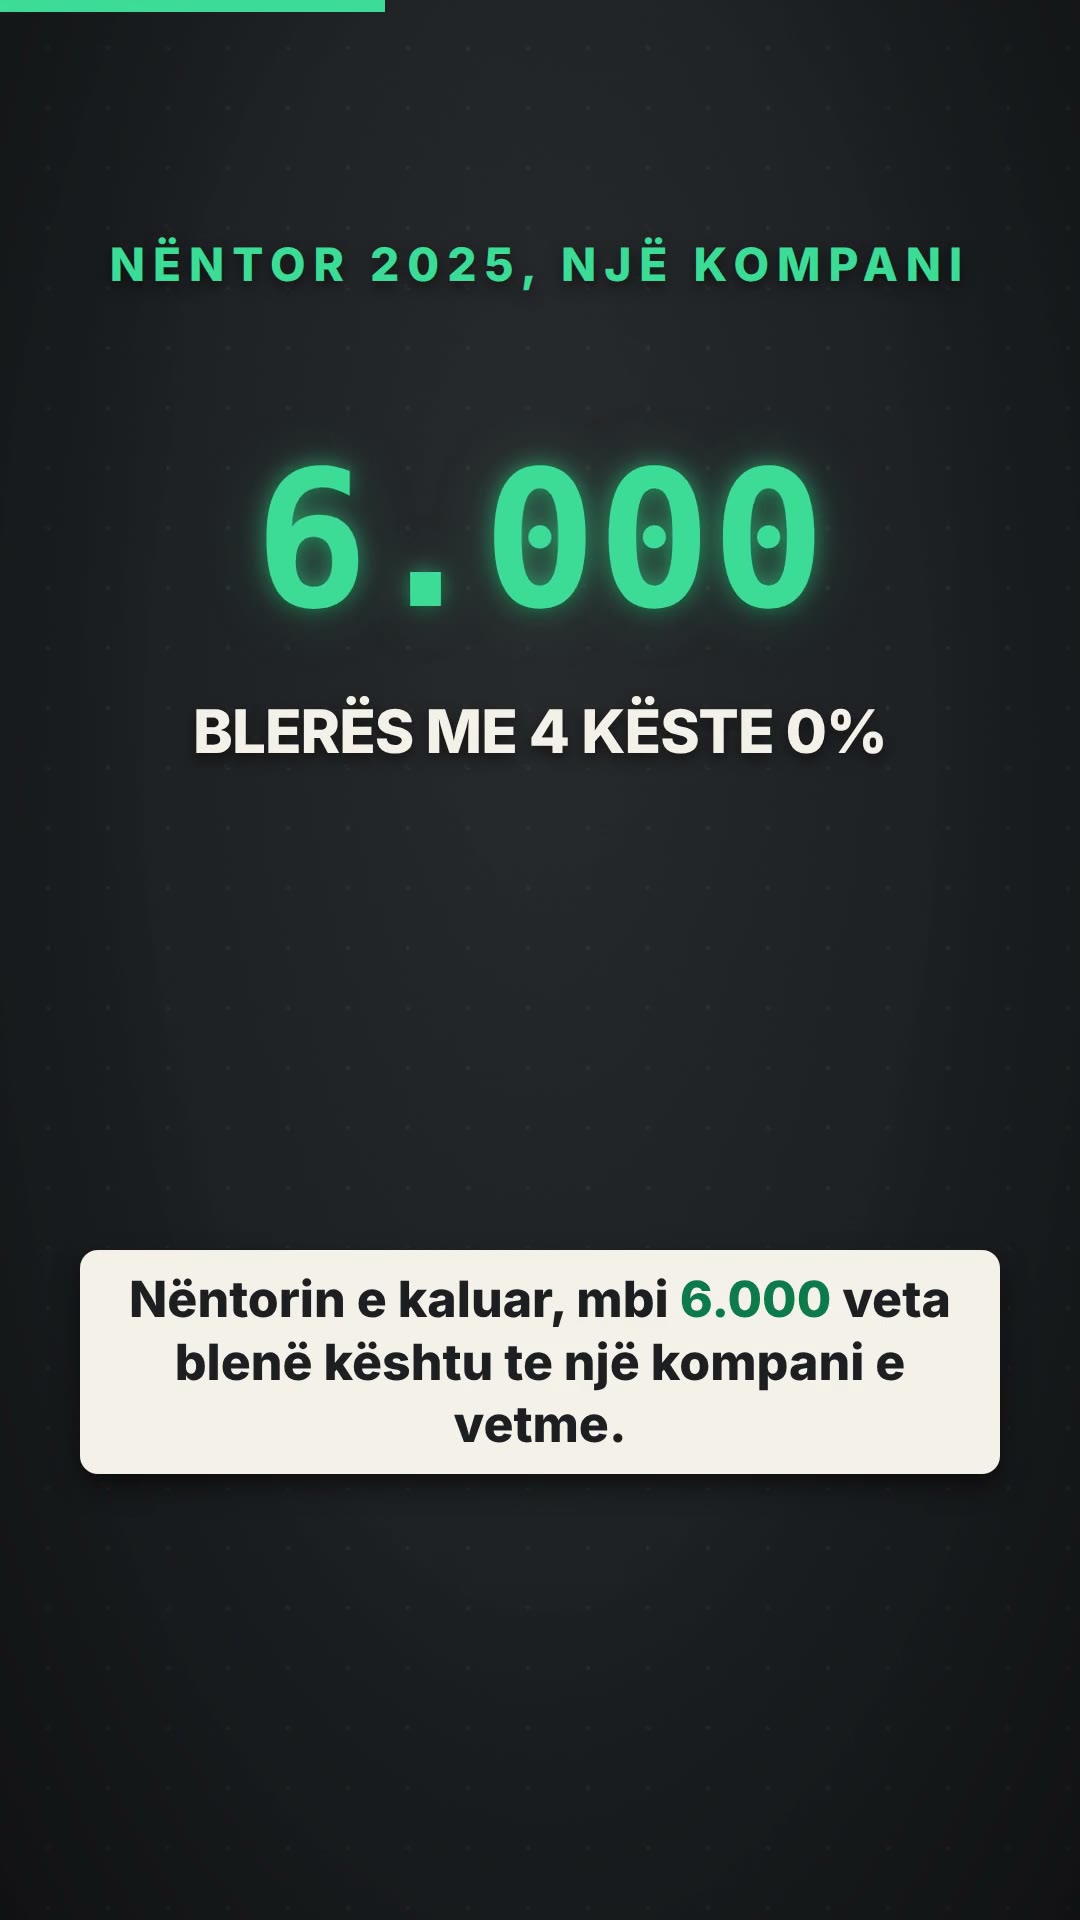 NËNTOR 2025, NJË KOMPANI
6.000
BLERËS ME 4 KËSTE 0%
Nëntorin e kaluar, mbi 6.000 veta
blenë kështu te një kompani e
vetme.